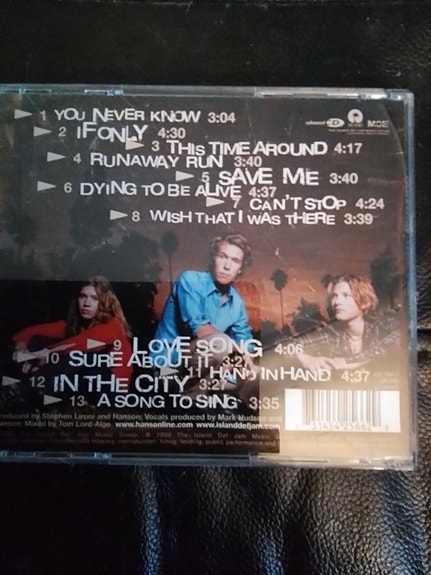 1 YOU NEVER KNOW 3:04
2 IF ONLY 4:30
3 THIS TIME AROUND 4:17
4 RUNAWAY RUN 3:40
5 SAVE ME 3:40
6 DYING TO BE ALIVE 4:37
7 CAN'T STOP 4:24
8 WISH THAT I WAS THERE 3:39
9 LOVE SONG 4:06
10 SURE ABOUT IT 3:2
11 HAND IN HAND 4:37
12 IN THE CITY 3:27
13 A SONG TO SING 3:35
oduced by Stephen Lironi and Hanson; Vocals produced by Mark Hudson and
anson; Mixed by Tom Lord-Alge www.hansonline.com www.islanddefjam.com